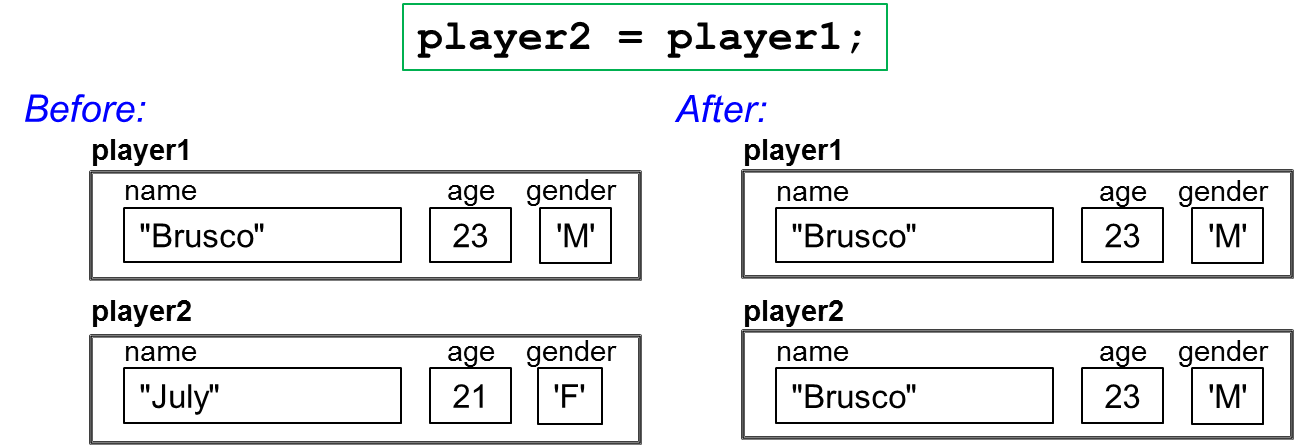 player2 = player1;
Before:
player1
name age gender
"Brusco" 23 'M'
player2
name age gender
"July" 21 'F'
After:
player1
name age gender
"Brusco" 23 'M'
player2
name age gender
"Brusco" 23 'M'